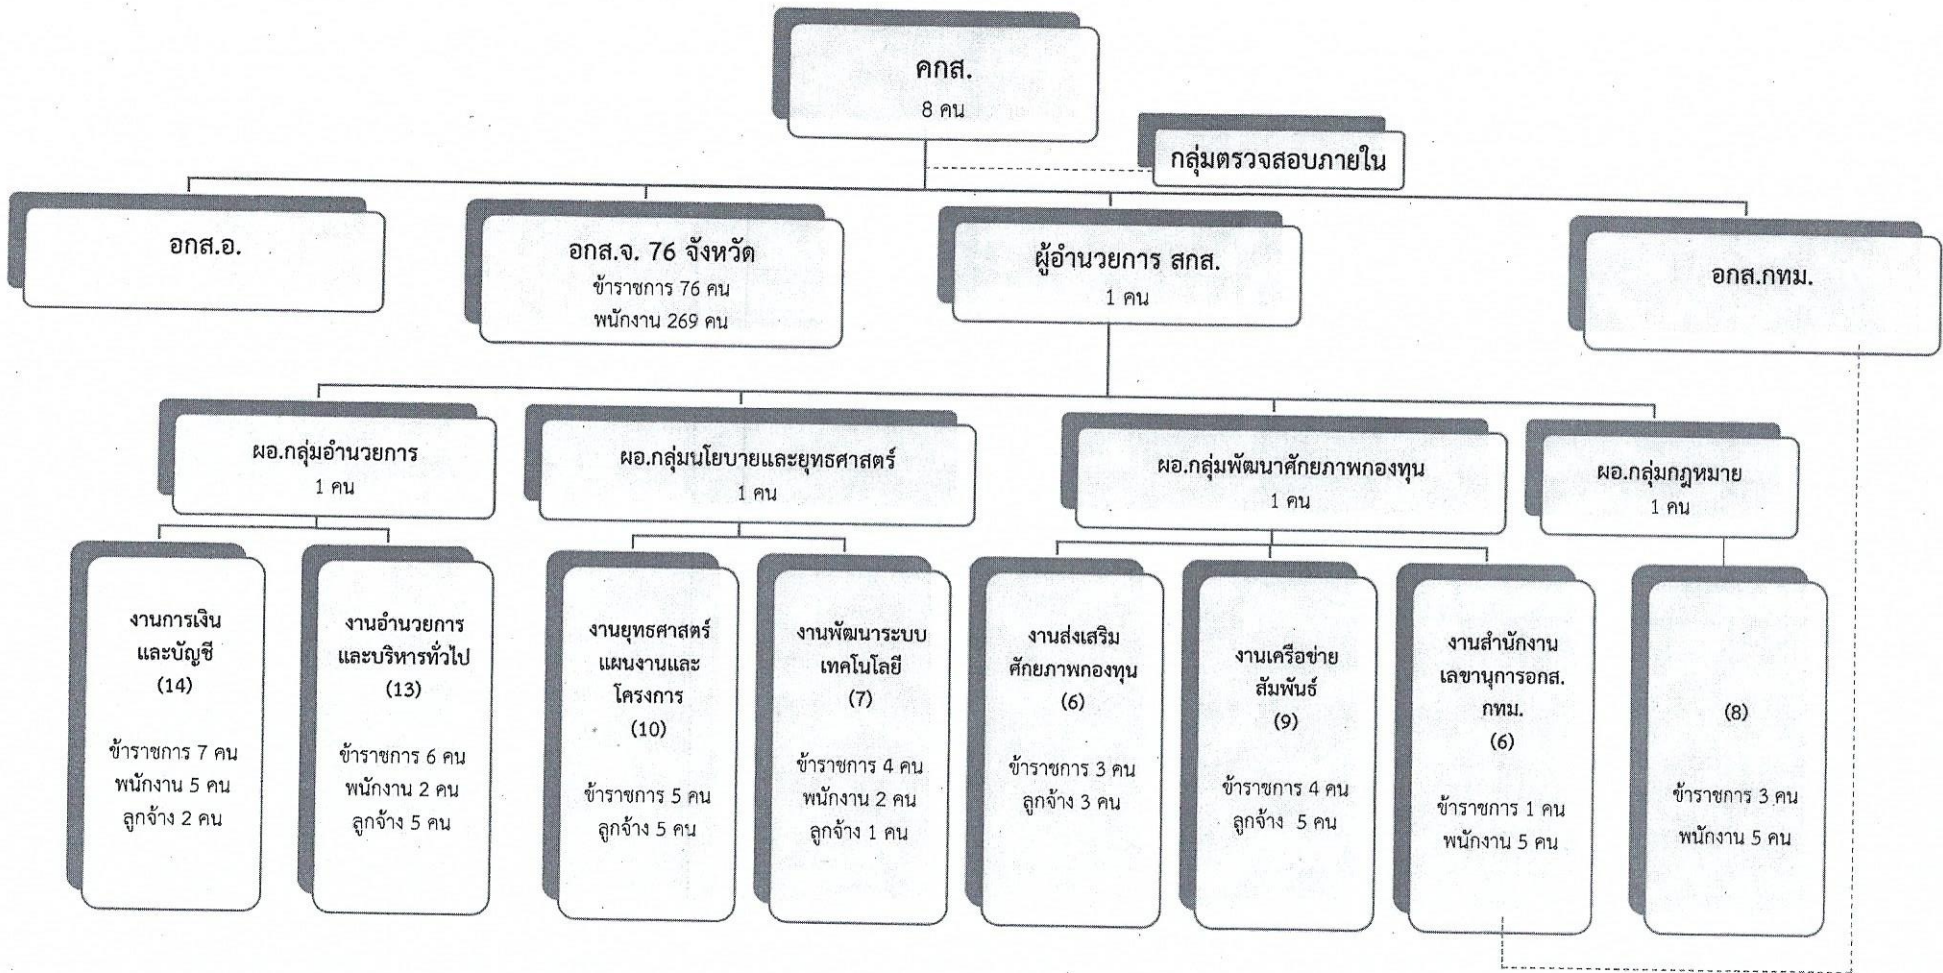 คกส.
8 คน
กลุ่มตรวจสอบภายใน
อกส.อ.
อกส.จ. 76 จังหวัด
ข้าราชการ 76 คน
พนักงาน 269 คน
ผู้อำนวยการ สกส.
1 คน
อกส.กทม.
ผอ.กลุ่มอำนวยการ
1 คน
ผอ.กลุ่มนโยบายและยุทธศาสตร์
1 คน
ผอ.กลุ่มพัฒนาศักยภาพกองทุน
1 คน
ผอ.กลุ่มกฎหมาย
1 คน
งานการเงิน
และบัญชี
(14)
ข้าราชการ 7 คน
พนักงาน 5 คน
ลูกจ้าง 2 คน
งานอำนวยการ
และบริหารทั่วไป
(13)
ข้าราชการ 6 คน
พนักงาน 2 คน
ลูกจ้าง 5 คน
งานยุทธศาสตร์
แผนงานและ
โครงการ
(10)
ข้าราชการ 5 คน
ลูกจ้าง 5 คน
งานพัฒนาระบบ
เทคโนโลยี
(7)
ข้าราชการ 4 คน
พนักงาน 2 คน
ลูกจ้าง 1 คน
งานส่งเสริม
ศักยภาพกองทุน
(6)
ข้าราชการ 3 คน
ลูกจ้าง 3 คน
งานเครือข่าย
สัมพันธ์
(9)
ข้าราชการ 4 คน
ลูกจ้าง 5 คน
งานสำนักงาน
เลขานุการอกส.
กทม.
(6)
ข้าราชการ 1 คน
พนักงาน 5 คน
(8)
ข้าราชการ 3 คน
พนักงาน 5 คน